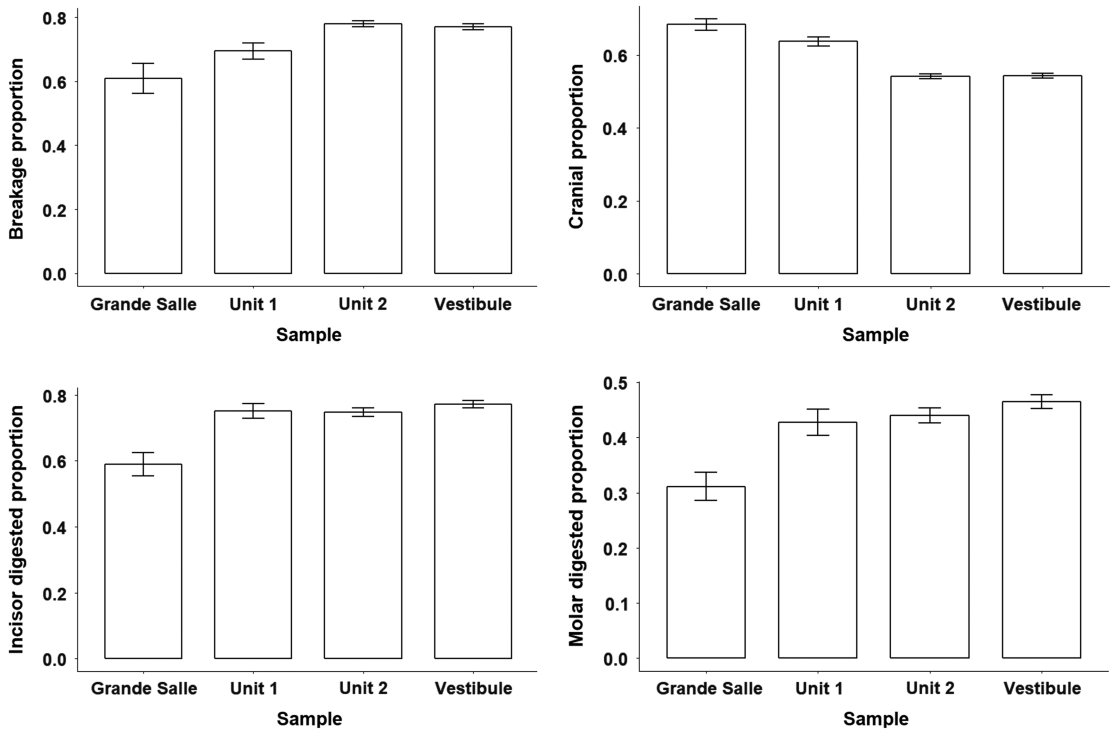 Breakage proportion
0.8
0.6
0.4
0.2
0.0
Grande Salle Unit 1 Unit 2 Vestibule
Sample
Cranial proportion
0.6
0.4
0.2
0.0
Grande Salle Unit 1 Unit 2 Vestibule
Sample
Incisor digested proportion
0.8
0.6
0.4
0.2
0.0
Grande Salle Unit 1 Unit 2 Vestibule
Sample
Molar digested proportion
0.5
0.4
0.3
0.2
0.1
0.0
Grande Salle Unit 1 Unit 2 Vestibule
Sample